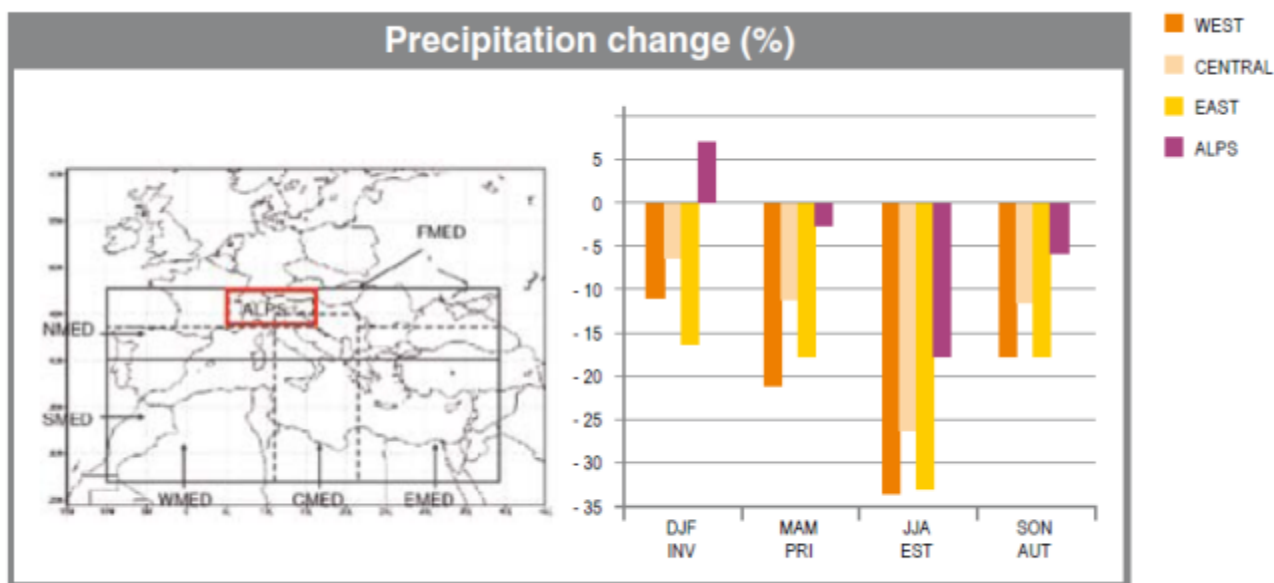 Precipitation change (%)
WEST
CENTRAL
EAST
ALPS
FMED
ALPS
NMED
SMED
WMED
CMED
EMED
5
0
- 5
- 10
- 15
- 20
- 25
- 30
- 35
DJF
INV
MAM
PRI
JJA
EST
SON
AUT